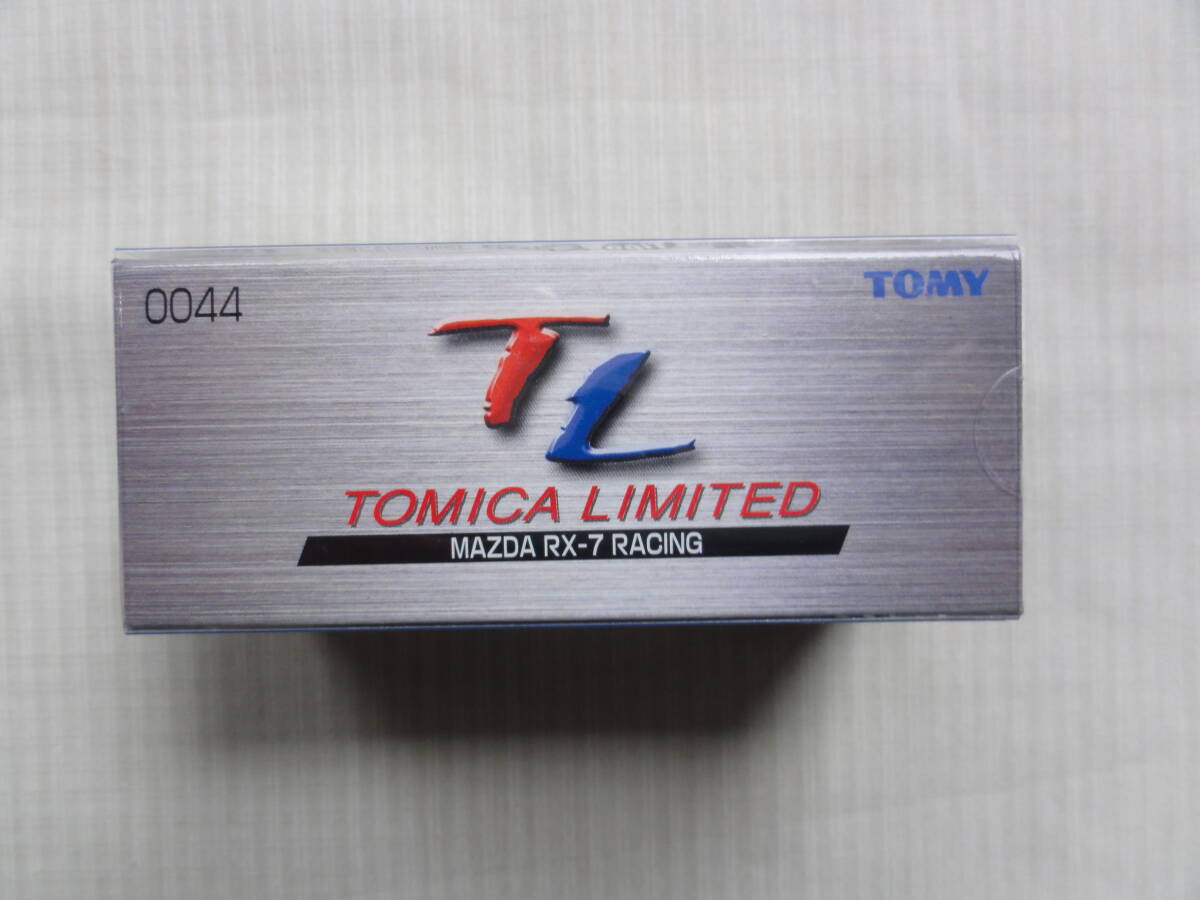 0044
TOMY
TL
TOMICA LIMITED
MAZDA RX-7 RACING